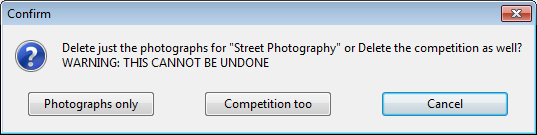 Confirm
Delete just the photographs for "Street Photography" or Delete the competition as well?
WARNING: THIS CANNOT BE UNDONE
Photographs only
Competition too
Cancel